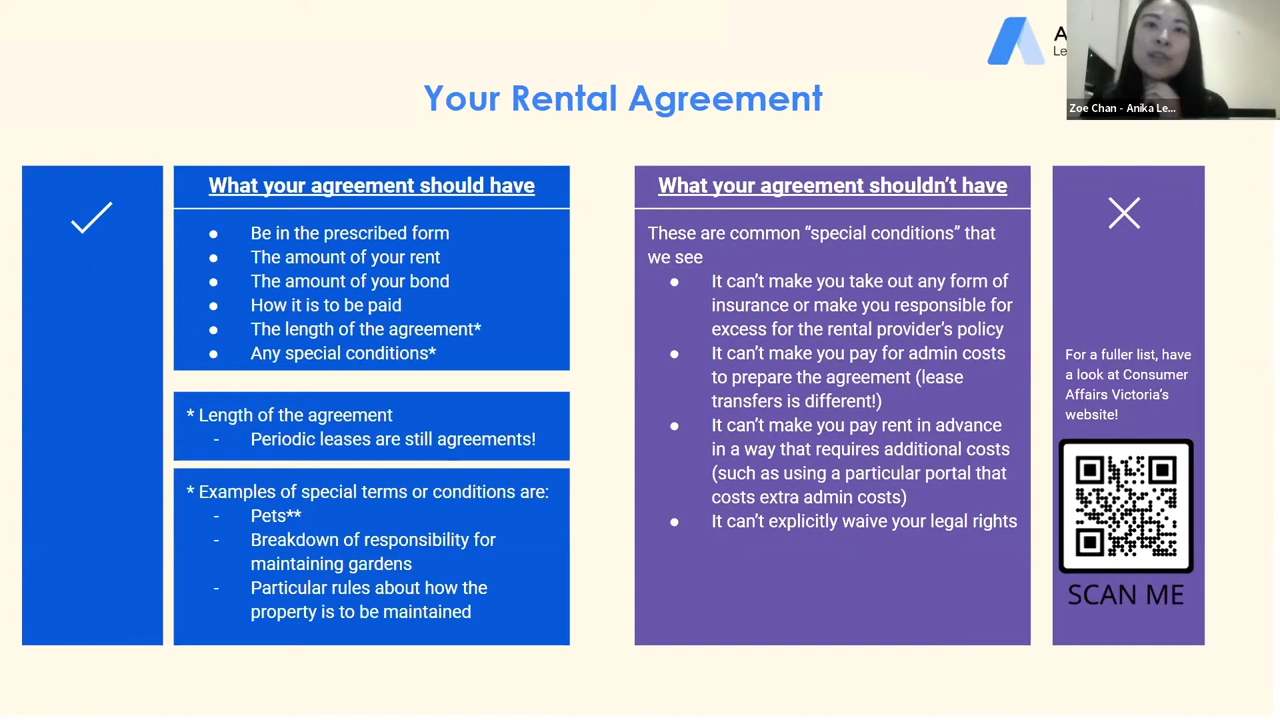 A
Le
Zoe Chan - Anika Le...
Your Rental Agreement
What your agreement should have
● Be in the prescribed form
● The amount of your rent
● The amount of your bond
● How it is to be paid
● The length of the agreement*
● Any special conditions*
* Length of the agreement
- Periodic leases are still agreements!
* Examples of special terms or conditions are:
- Pets**
- Breakdown of responsibility for
maintaining gardens
- Particular rules about how the
property is to be maintained
What your agreement shouldn't have
These are common “special conditions” that
we see
● It can't make you take out any form of
insurance or make you responsible for
excess for the rental provider's policy
● It can't make you pay for admin costs
to prepare the agreement (lease
transfers is different!)
● It can't make you pay rent in advance
in a way that requires additional costs
(such as using a particular portal that
costs extra admin costs)
● It can't explicitly waive your legal rights
For a fuller list, have
a look at Consumer
Affairs Victoria's
website!
SCAN ME